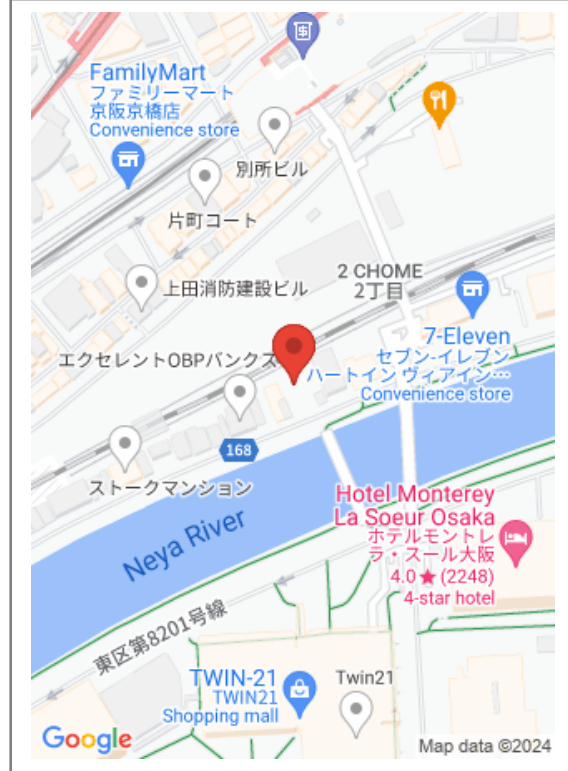 FamilyMart
ファミリーマート
京阪京橋店
Convenience store
別所ビル
片町コート
2 CHOME
2丁目
上田消防建設ビル
7-Eleven
セブン-イレブン
ハートイン ヴィアイン…
Convenience store
エクセレントOBPバンクス
168
ストークマンション
Neya River
Hotel Monterey
La Soeur Osaka
ホテルモントレ
ラ・スール大阪
4.0★(2248)
4-star hotel
東区第8201号線
TWIN-21
TWIN21
Shopping mall
Twin21
Google
Map data ©2024